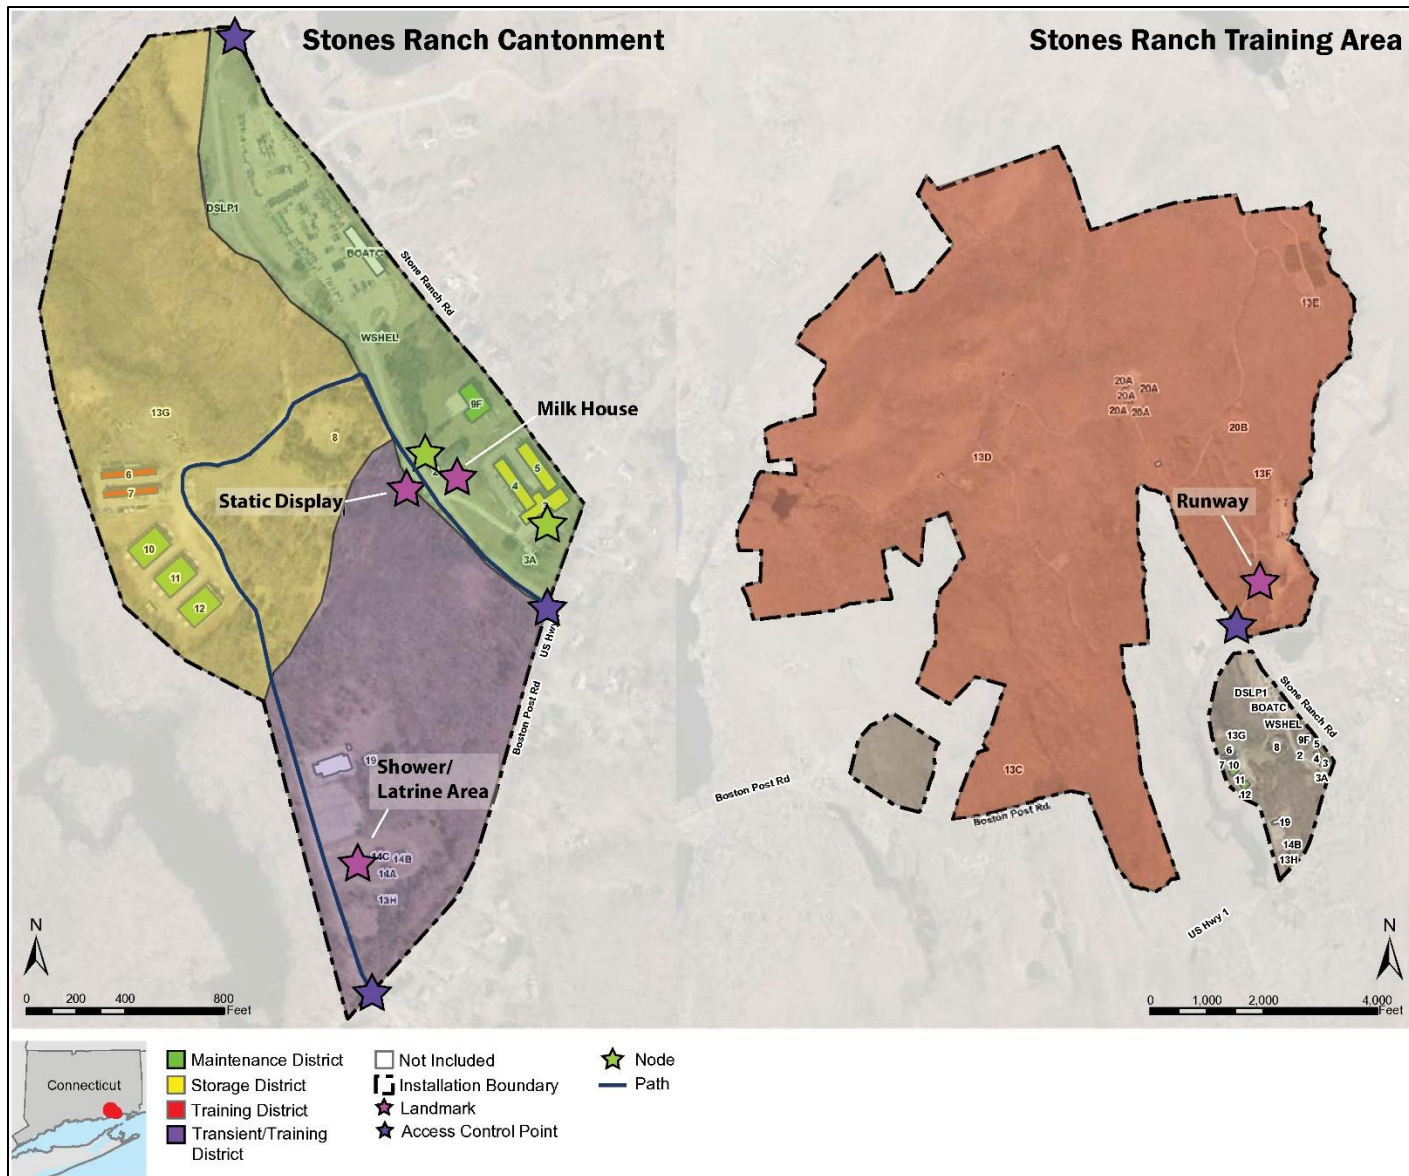 Stones Ranch Cantonment
DSLP1
BOATC
Stone Ranch Rd
WSHEL
9F
Milk House
13G
8
2
5
4
6
7
Static Display
3
3A
10
11
12
US Hwy
Boston Post Rd
19
Shower/
Latrine Area
14C
14B
14A
13H
N
0 200 400 800
Feet
Stones Ranch Training Area
13E
20A
20A
20A
20A
20A
20B
13D
13F
Runway
Stone Ranch Rd
DSLP1
BOATC
WSHEL
13G
9F
5
6
8
2
4
3
7
10
3A
11
12
19
14B
13H
13C
Boston Post Rd
Boston Post Rd
US Hwy 1
N
0 1,000 2,000 4,000
Feet
Connecticut
Maintenance District
Storage District
Training District
Transient/Training
District
Not Included
Installation Boundary
Landmark
Access Control Point
Node
Path